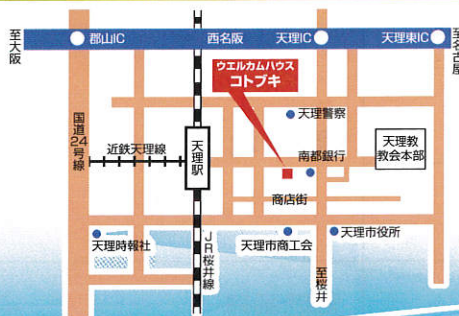 至大阪
郡山IC
西名阪
天理IC
天理東IC
至名古屋
ウエルカムハウス
コトブキ
国道24号線
近鉄天理線
天理駅
天理警察
南都銀行
天理教
教会本部
商店街
天理時報社
JR桜井線
天理市商工会
天理市役所
至桜井